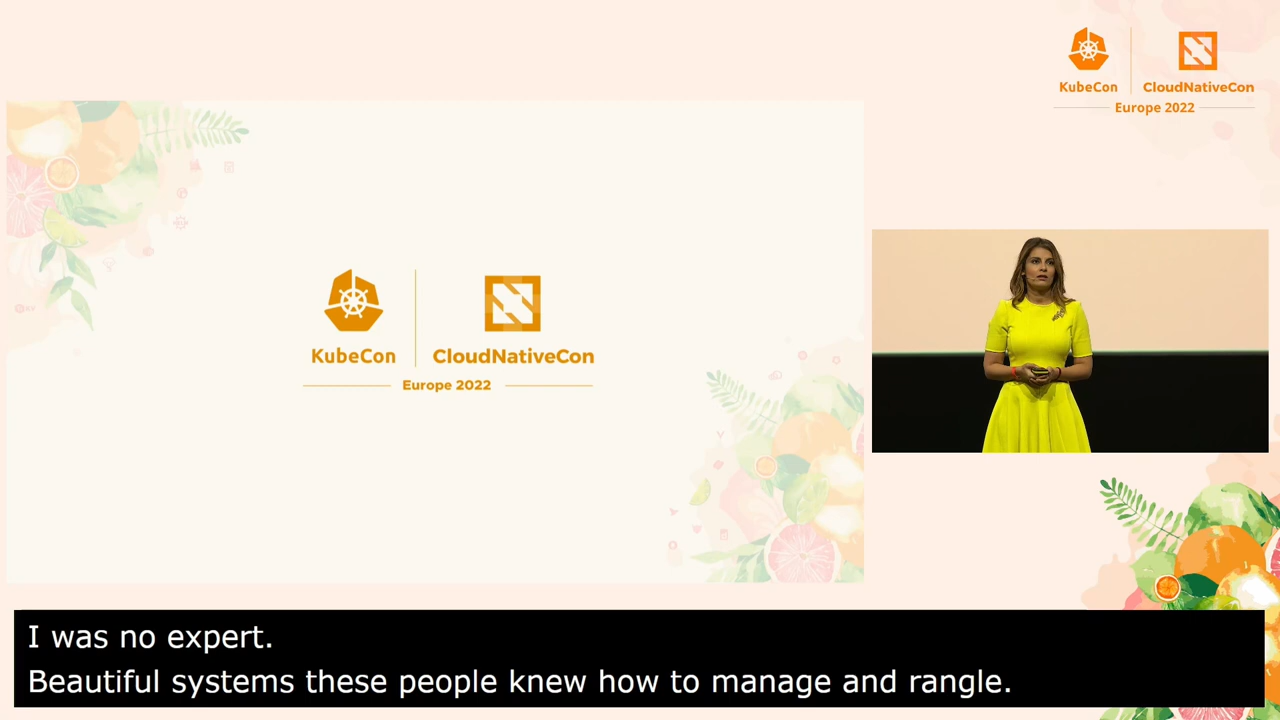 KubeCon
CloudNativeCon
Europe 2022
KubeCon
CloudNativeCon
Europe 2022
I was no expert.
Beautiful systems these people knew how to manage and rangle.